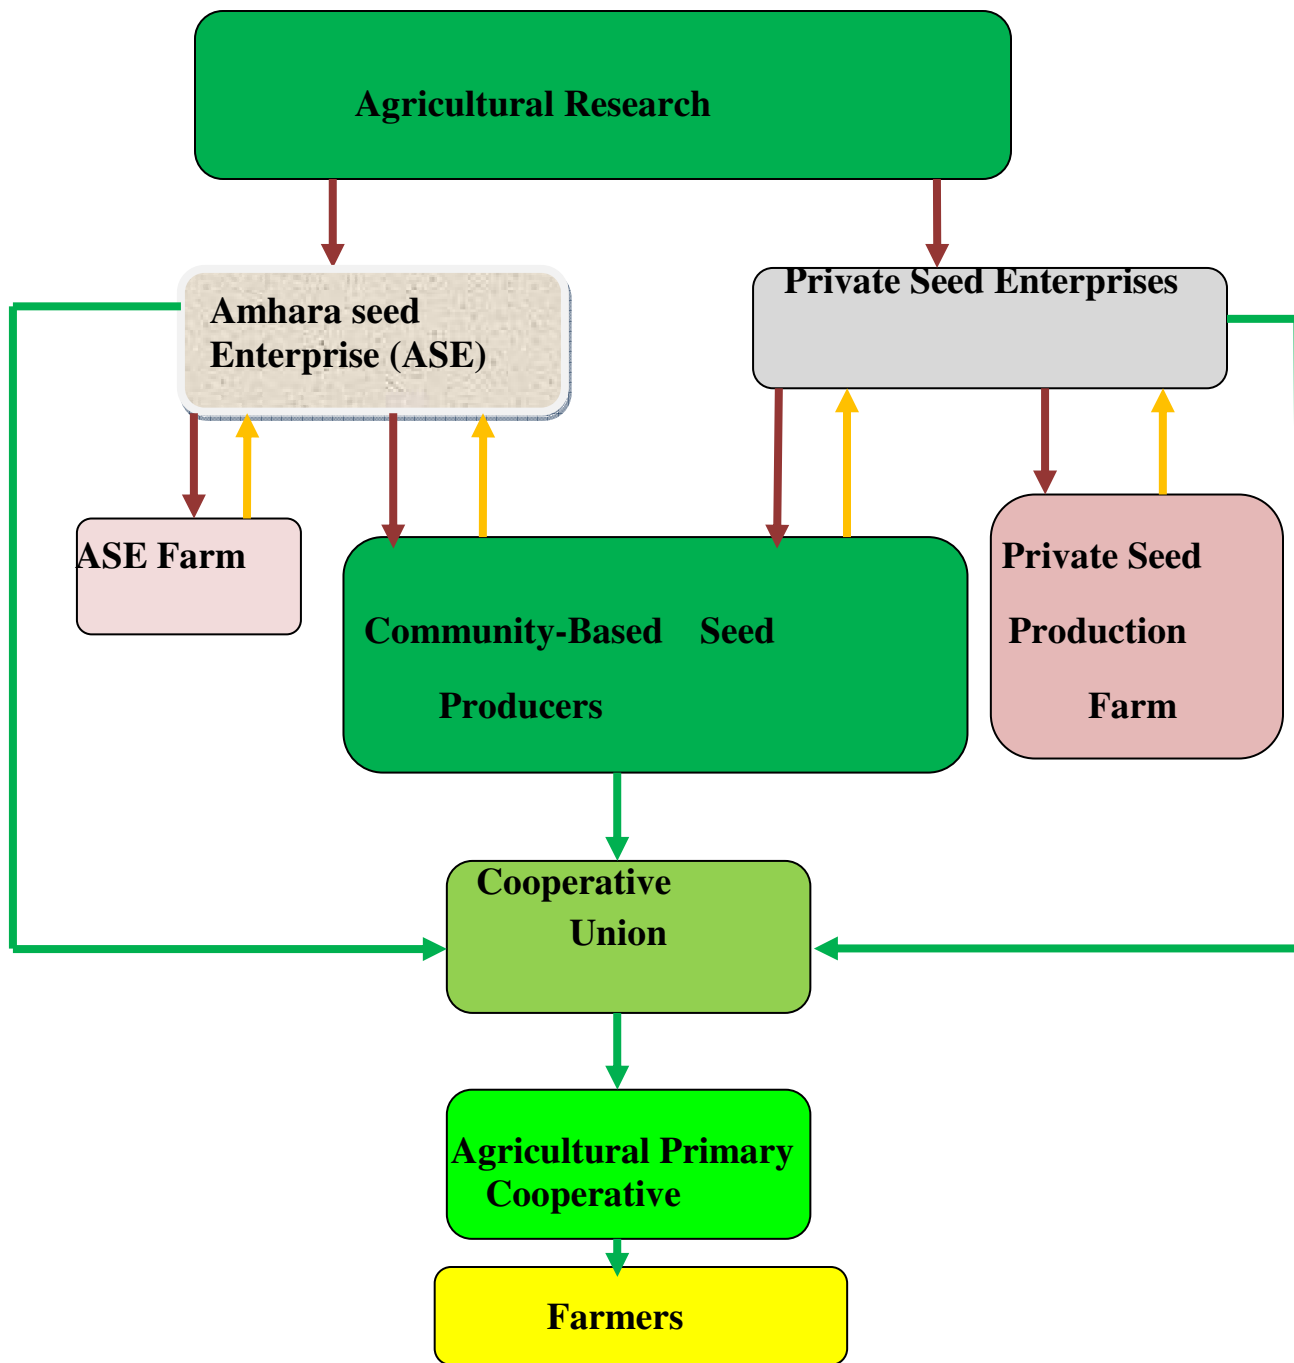 Agricultural Research
Private Seed Enterprises
Amhara seed
Enterprise (ASE)
ASE Farm
Community-Based Seed
Producers
Private Seed
Production
Farm
Cooperative
Union
Agricultural Primary
Cooperative
Farmers